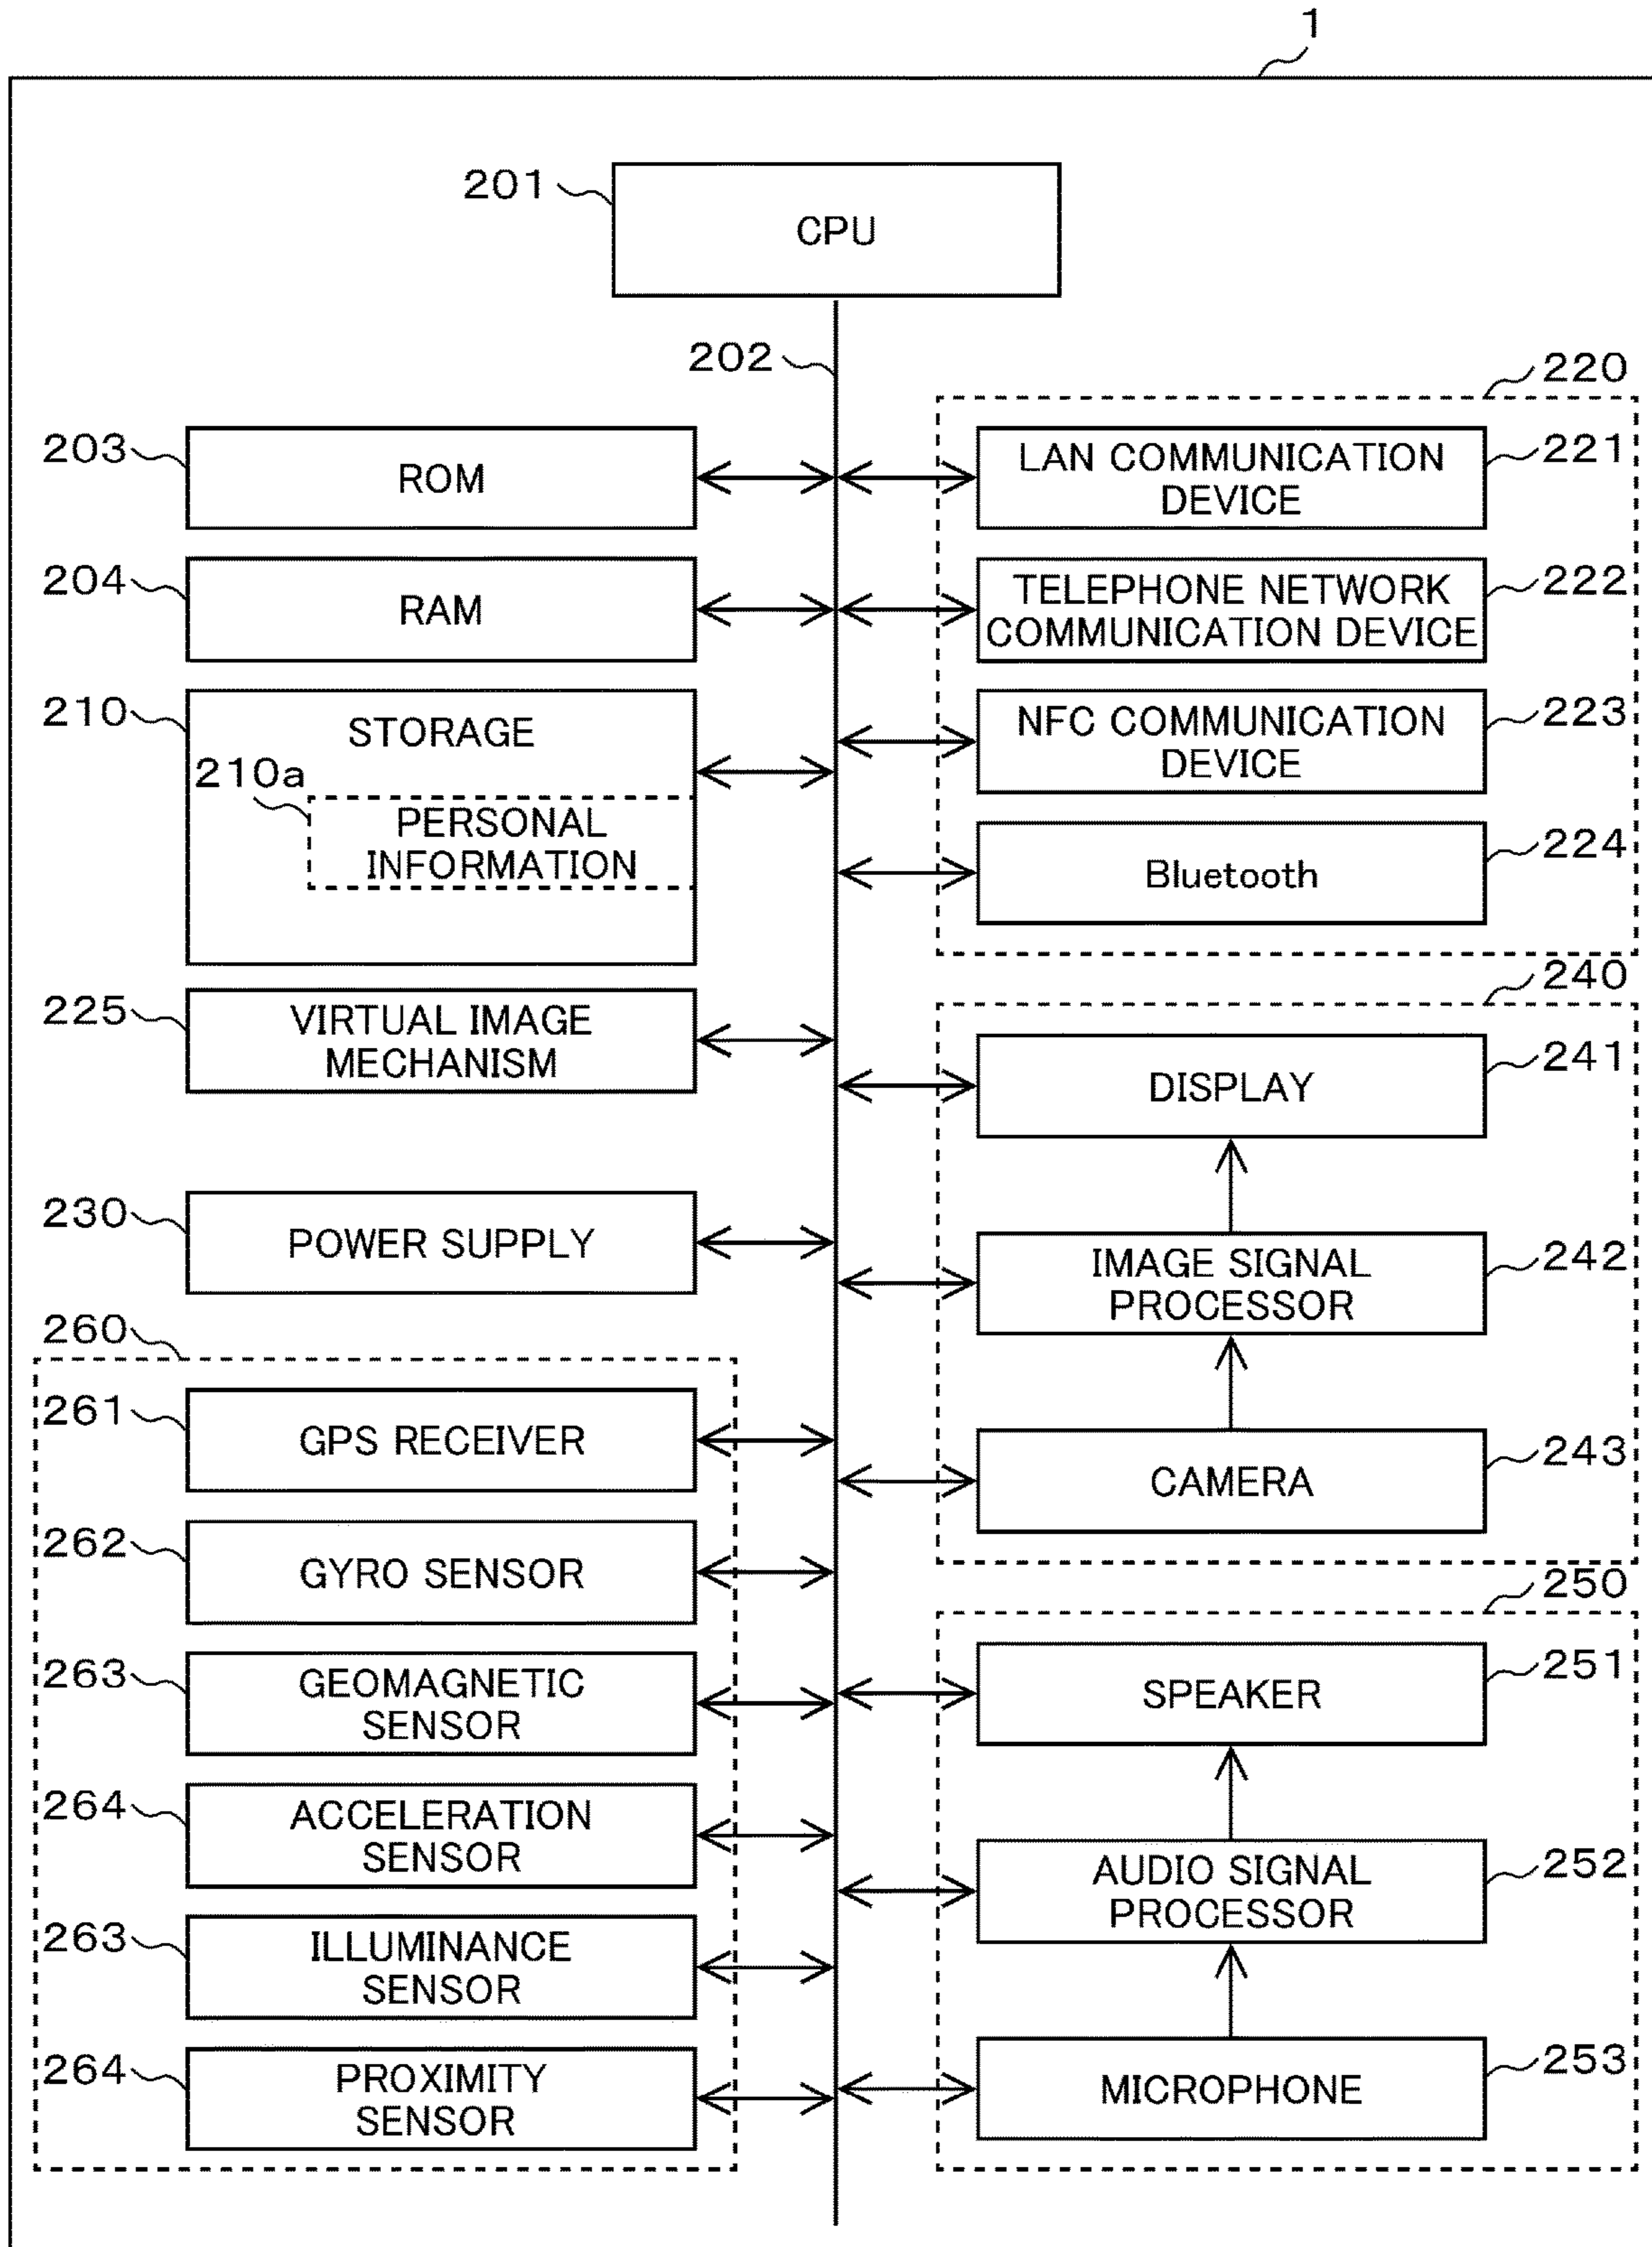 1
201
CPU
202
203
ROM
204
RAM
210
STORAGE
210a
PERSONAL
INFORMATION
225
VIRTUAL IMAGE
MECHANISM
230
POWER SUPPLY
260
261
GPS RECEIVER
262
GYRO SENSOR
263
GEOMAGNETIC
SENSOR
264
ACCELERATION
SENSOR
263
ILLUMINANCE
SENSOR
264
PROXIMITY
SENSOR
220
LAN COMMUNICATION
DEVICE
221
TELEPHONE NETWORK
COMMUNICATION DEVICE
222
NFC COMMUNICATION
DEVICE
223
Bluetooth
224
240
DISPLAY
241
IMAGE SIGNAL
PROCESSOR
242
CAMERA
243
250
SPEAKER
251
AUDIO SIGNAL
PROCESSOR
252
MICROPHONE
253